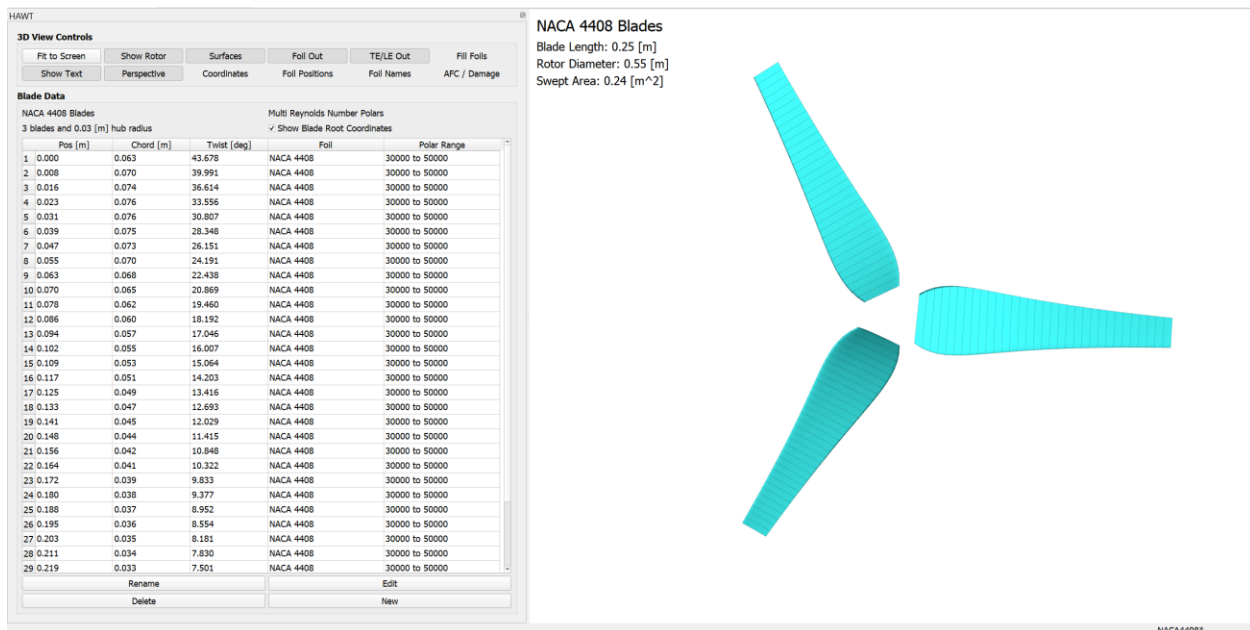 HAWT
3D View Controls
Fit to Screen Show Rotor Surfaces Foil Out TE/LE Out Fill Foils
Show Text Perspective Coordinates Foil Positions Foil Names AFC / Damage
Blade Data
NACA 4408 Blades Multi Reynolds Number Polars
3 blades and 0.03 [m] hub radius ✓ Show Blade Root Coordinates
Pos [m] Chord [m] Twist [deg] Foil Polar Range
1 0.000 0.063 43.678 NACA 4408 30000 to 50000
2 0.008 0.070 39.991 NACA 4408 30000 to 50000
3 0.016 0.074 36.614 NACA 4408 30000 to 50000
4 0.023 0.076 33.556 NACA 4408 30000 to 50000
5 0.031 0.076 30.807 NACA 4408 30000 to 50000
6 0.039 0.075 28.348 NACA 4408 30000 to 50000
7 0.047 0.073 26.151 NACA 4408 30000 to 50000
8 0.055 0.070 24.191 NACA 4408 30000 to 50000
9 0.063 0.068 22.438 NACA 4408 30000 to 50000
10 0.070 0.065 20.869 NACA 4408 30000 to 50000
11 0.078 0.062 19.460 NACA 4408 30000 to 50000
12 0.086 0.060 18.192 NACA 4408 30000 to 50000
13 0.094 0.057 17.046 NACA 4408 30000 to 50000
14 0.102 0.055 16.007 NACA 4408 30000 to 50000
15 0.109 0.053 15.064 NACA 4408 30000 to 50000
16 0.117 0.051 14.203 NACA 4408 30000 to 50000
17 0.125 0.049 13.416 NACA 4408 30000 to 50000
18 0.133 0.047 12.693 NACA 4408 30000 to 50000
19 0.141 0.045 12.029 NACA 4408 30000 to 50000
20 0.148 0.044 11.415 NACA 4408 30000 to 50000
21 0.156 0.042 10.848 NACA 4408 30000 to 50000
22 0.164 0.041 10.322 NACA 4408 30000 to 50000
23 0.172 0.039 9.833 NACA 4408 30000 to 50000
24 0.180 0.038 9.377 NACA 4408 30000 to 50000
25 0.188 0.037 8.952 NACA 4408 30000 to 50000
26 0.195 0.036 8.554 NACA 4408 30000 to 50000
27 0.203 0.035 8.181 NACA 4408 30000 to 50000
28 0.211 0.034 7.830 NACA 4408 30000 to 50000
29 0.219 0.033 7.501 NACA 4408 30000 to 50000
Rename Edit
Delete New
NACA 4408 Blades
Blade Length: 0.25 [m]
Rotor Diameter: 0.55 [m]
Swept Area: 0.24 [m^2]